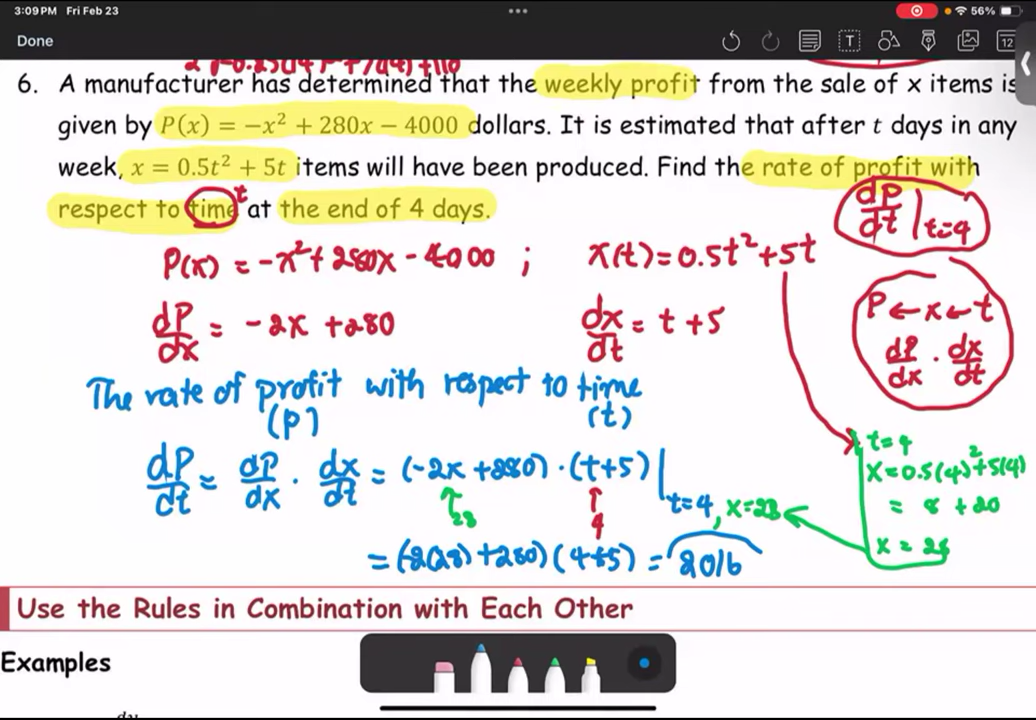 3:09 PM Fri Feb 23
56%
Done
T
12
6. A manufacturer has determined that the weekly profit from the sale of x items is
given by P(x) = −x² + 280x − 4000 dollars. It is estimated that after t days in any
week, x = 0.5t² + 5t items will have been produced. Find the rate of profit with
respect to time t at the end of 4 days.
dP/dt | t=4
P(x) = -x² + 280x - 4000 ; x(t) = 0.5t² + 5t
P ← x ← t
dP/dx = -2x + 280 dx/dt = t + 5
dP/dx · dx/dt
The rate of profit with respect to time
(P) (t)
t=4
x = 0.5(4)² + 5(4)
= 8 + 20
x = 28
dP/dt = dP/dx · dx/dt = (-2x + 280) · (t+5) | t=4, x=28
28 4
= (-2(28) + 280) (4+5) = 2016
Use the Rules in Combination with Each Other
Examples